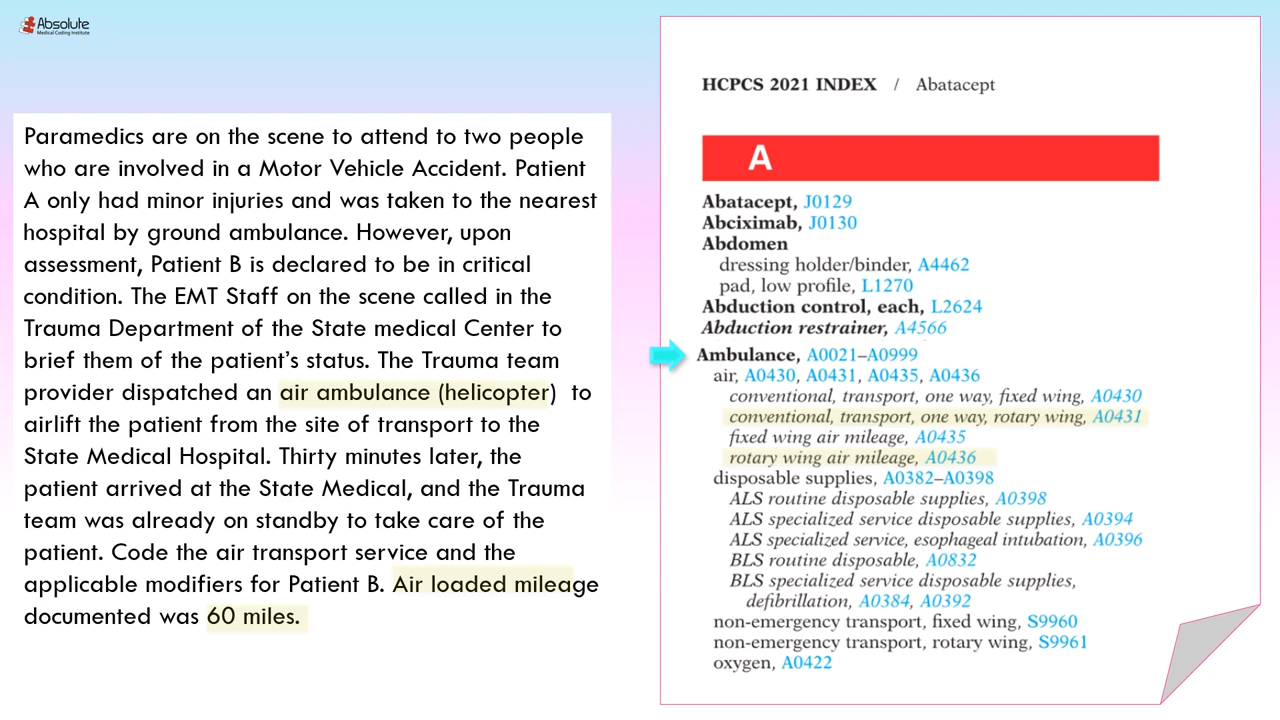 Absolute
Medical Coding Institute
Paramedics are on the scene to attend to two people
who are involved in a Motor Vehicle Accident. Patient
A only had minor injuries and was taken to the nearest
hospital by ground ambulance. However, upon
assessment, Patient B is declared to be in critical
condition. The EMT Staff on the scene called in the
Trauma Department of the State medical Center to
brief them of the patient’s status. The Trauma team
provider dispatched an air ambulance (helicopter) to
airlift the patient from the site of transport to the
State Medical Hospital. Thirty minutes later, the
patient arrived at the State Medical, and the Trauma
team was already on standby to take care of the
patient. Code the air transport service and the
applicable modifiers for Patient B. Air loaded mileage
documented was 60 miles.
HCPCS 2021 INDEX / Abatacept
A
Abatacept, J0129
Abciximab, J0130
Abdomen
dressing holder/binder, A4462
pad, low profile, L1270
Abduction control, each, L2624
Abduction restrainer, A4566
Ambulance, A0021–A0999
air, A0430, A0431, A0435, A0436
conventional, transport, one way, fixed wing, A0430
conventional, transport, one way, rotary wing, A0431
fixed wing air mileage, A0435
rotary wing air mileage, A0436
disposable supplies, A0382–A0398
ALS routine disposable supplies, A0398
ALS specialized service disposable supplies, A0394
ALS specialized service, esophageal intubation, A0396
BLS routine disposable, A0832
BLS specialized service disposable supplies,
defibrillation, A0384, A0392
non-emergency transport, fixed wing, S9960
non-emergency transport, rotary wing, S9961
oxygen, A0422